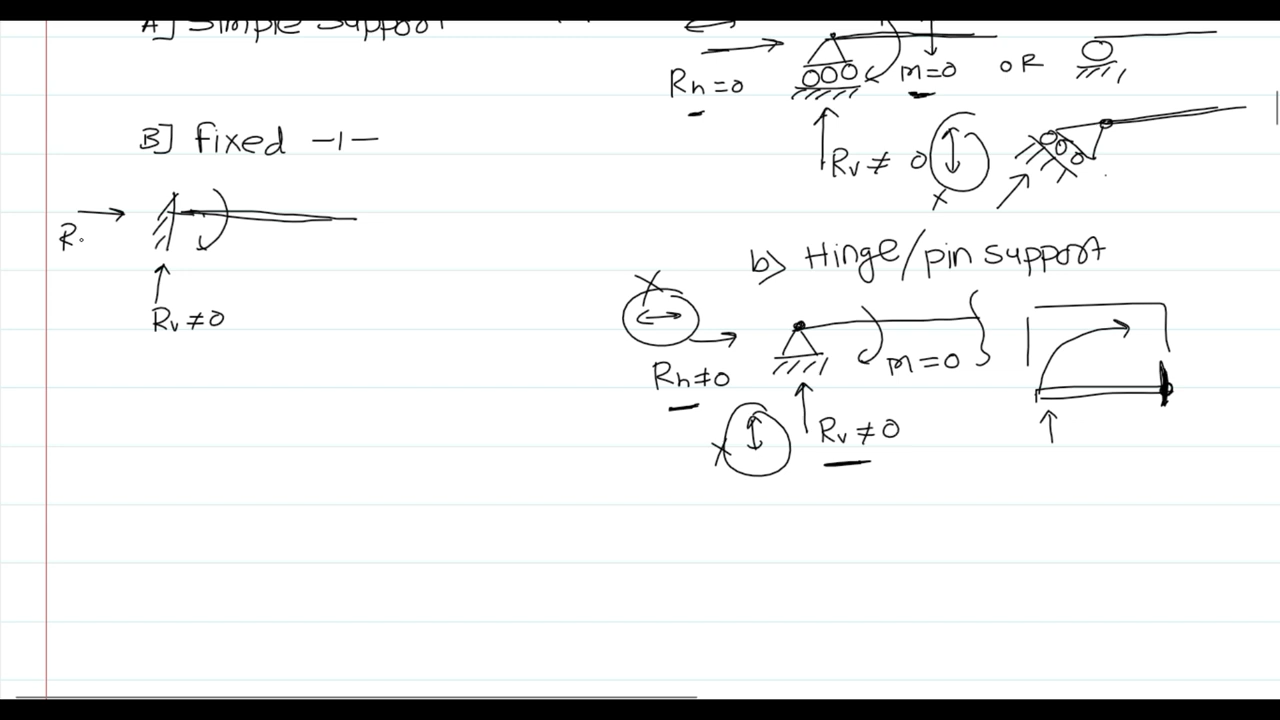 A] Simple support
Rh = 0
m = 0
OR
Rv ≠ 0
x
B] fixed -1-
R.
Rv ≠ 0
b) Hinge/pin support
x
Rh ≠ 0
m = 0
x
Rv ≠ 0